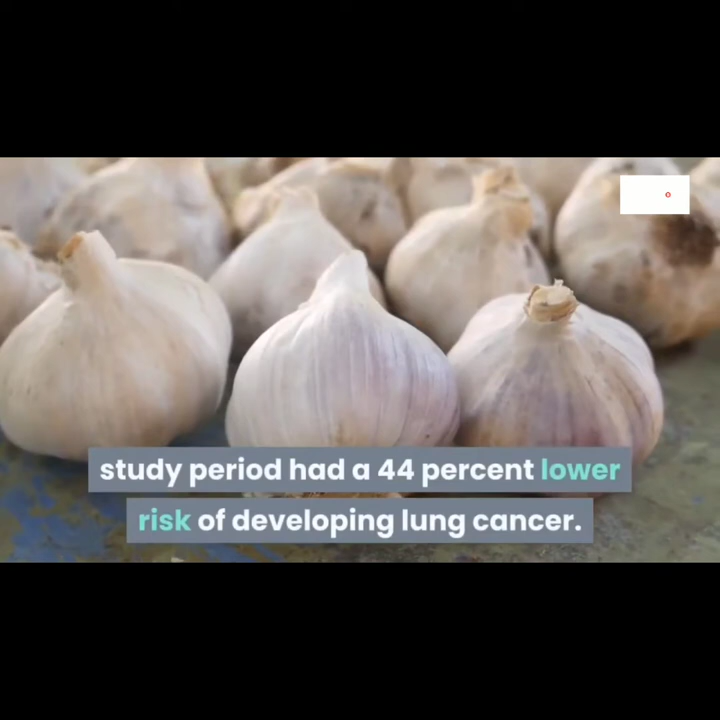 study period had a 44 percent lower
risk of developing lung cancer.